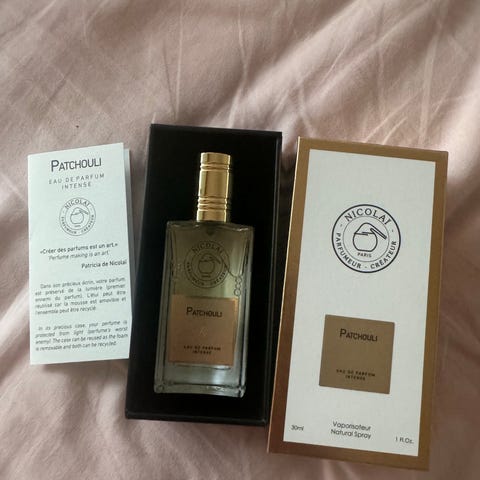 PATCHOULI
EAU DE PARFUM
INTENSE
NICOLAI
PARFUMEUR - CRÉATEUR
PARIS
«Créer des parfums est un art.»
"Perfume making is an art"
Patricia de Nicolaï
Dans son précieux écrin, votre parfum
est préservé de la lumière (premier
ennemi du parfum). L'étui peut être
réutilisé car la mousse est amovible et
l'ensemble peut être recyclé.
In its precious case, your perfume is
protected from light (perfume's worst
enemy). The case can be reused as the foam
is removable and both can be recycled.
NICOLAI
PARFUMEUR - CRÉATEUR
PATCHOULI
EAU DE PARFUM
INTENSE
NICOLAI
PARFUMEUR - CRÉATEUR
PARIS
PATCHOULI
EAU DE PARFUM
INTENSE
Vaporisateur
30ml Natural Spray 1 fl.Oz.